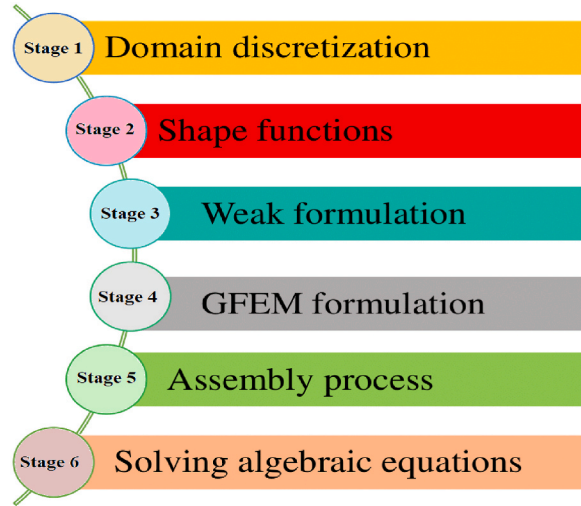 Stage 1
Domain discretization
Stage 2
Shape functions
Stage 3
Weak formulation
Stage 4
GFEM formulation
Stage 5
Assembly process
Stage 6
Solving algebraic equations